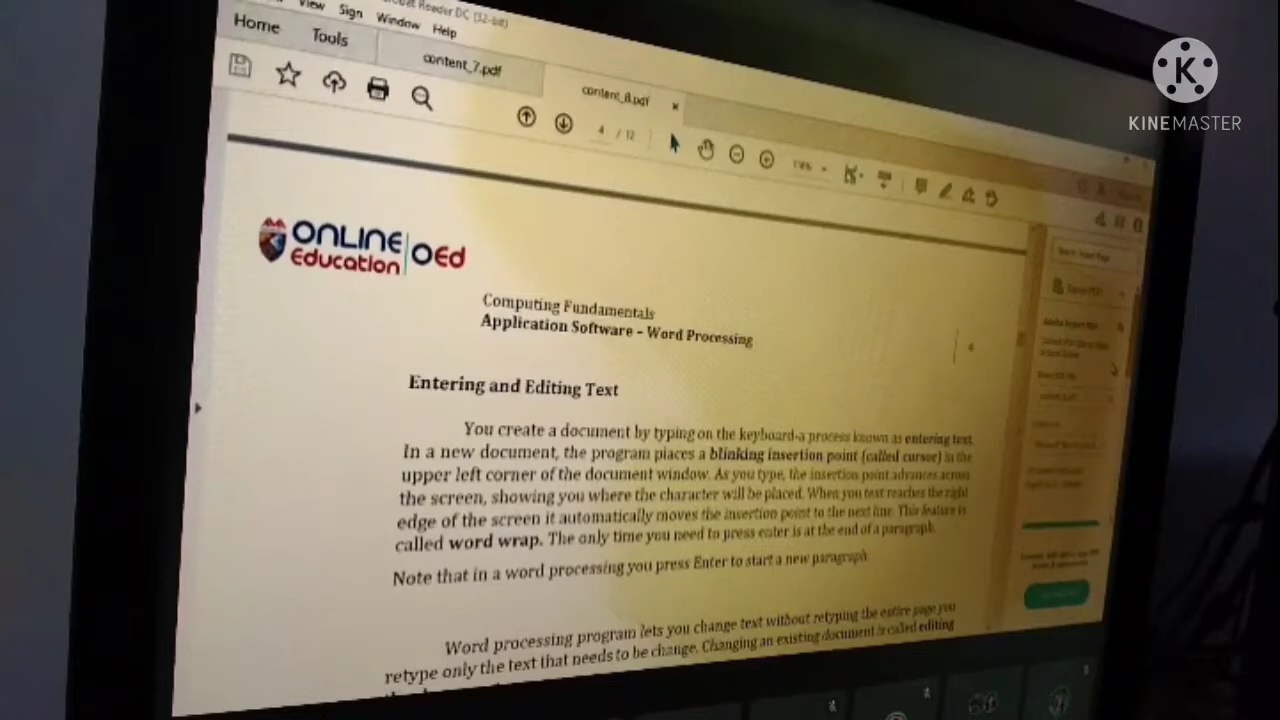 View Sign Window Help
Reader DC (32-bit)
Home Tools
content_7.pdf
content_8.pdf
4 / 12
KINEMASTER
AMA
ONLINE Education OEd
Computing Fundamentals
Application Software – Word Processing
Entering and Editing Text
You create a document by typing on the keyboard-a process known as entering text.
In a new document, the program places a blinking insertion point (called cursor) in the
upper left corner of the document window. As you type, the insertion point advances across
the screen, showing you where the character will be placed. When you text reaches the right
edge of the screen it automatically moves the insertion point to the next line. This feature is
called word wrap. The only time you need to press enter is at the end of a paragraph.
Note that in a word processing you press Enter to start a new paragraph.
Word processing program lets you change text without retyping the entire page you
retype only the text that needs to be change. Changing an existing document is called editing